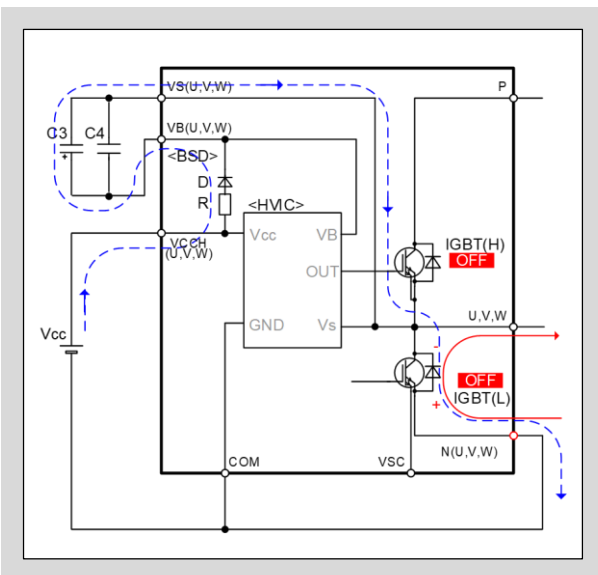 VS(U,V,W)
P
C3
C4
+
VB(U,V,W)
<BSD>
D
R
<HVIC>
VCCH
(U,V,W)
Vcc
VB
IGBT(H)
OFF
OUT
U,V,W
Vcc
GND
Vs
-
OFF
IGBT(L)
+
N(U,V,W)
COM
VSC